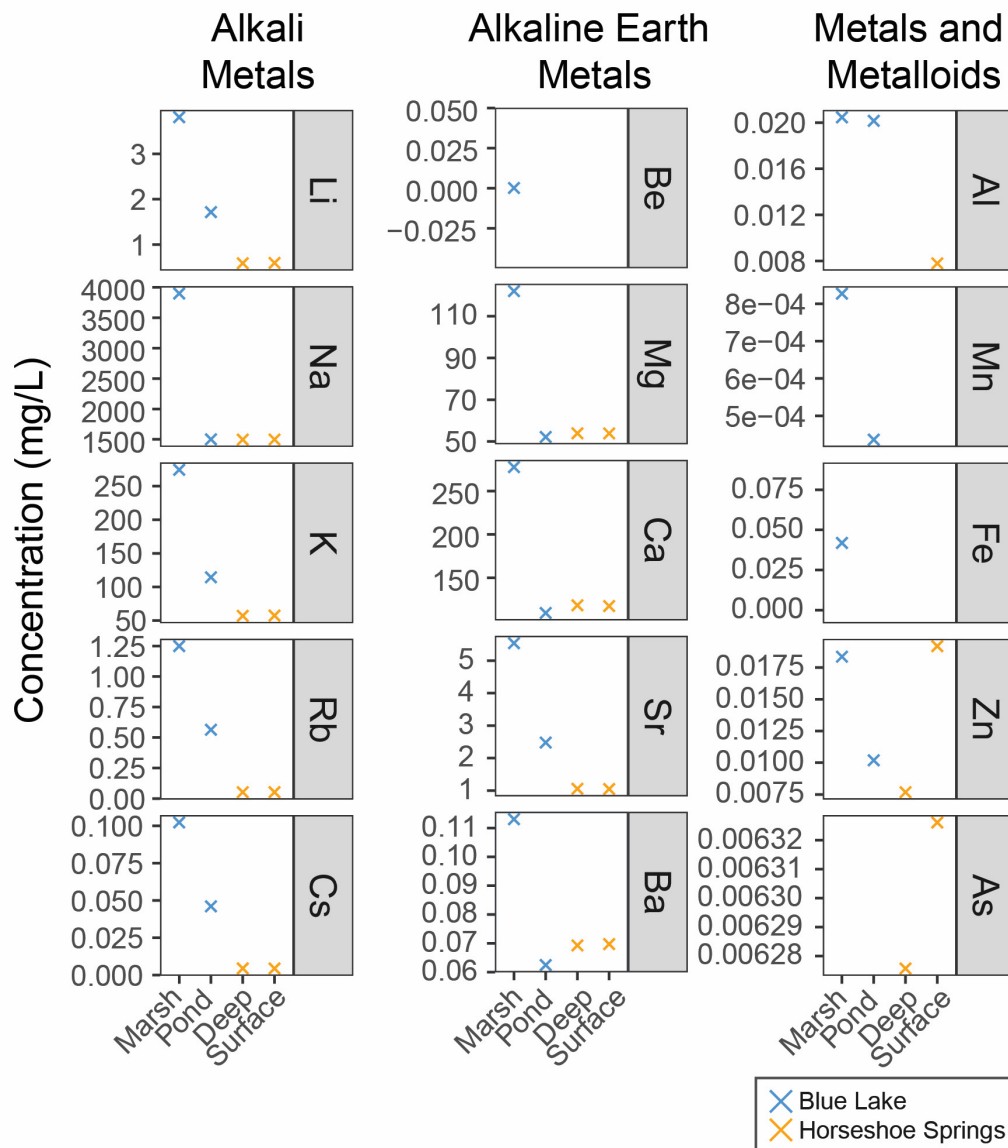 Alkali
Metals
Alkaline Earth
Metals
Metals and
Metalloids
Concentration (mg/L)
3
2
1
Li
0.050
0.025
0.000
−0.025
Be
0.020
0.016
0.012
0.008
Al
4000
3500
3000
2500
2000
1500
Na
110
90
70
50
Mg
8e−04
7e−04
6e−04
5e−04
Mn
250
200
150
100
50
K
250
200
150
Ca
0.075
0.050
0.025
0.000
Fe
1.25
1.00
0.75
0.50
0.25
0.00
Rb
5
4
3
2
1
Sr
0.0175
0.0150
0.0125
0.0100
0.0075
Zn
0.100
0.075
0.050
0.025
0.000
Cs
0.11
0.10
0.09
0.08
0.07
0.06
Ba
0.00632
0.00631
0.00630
0.00629
0.00628
As
Marsh
Pond
Deep
Surface
Marsh
Pond
Deep
Surface
Marsh
Pond
Deep
Surface
Blue Lake
Horseshoe Springs